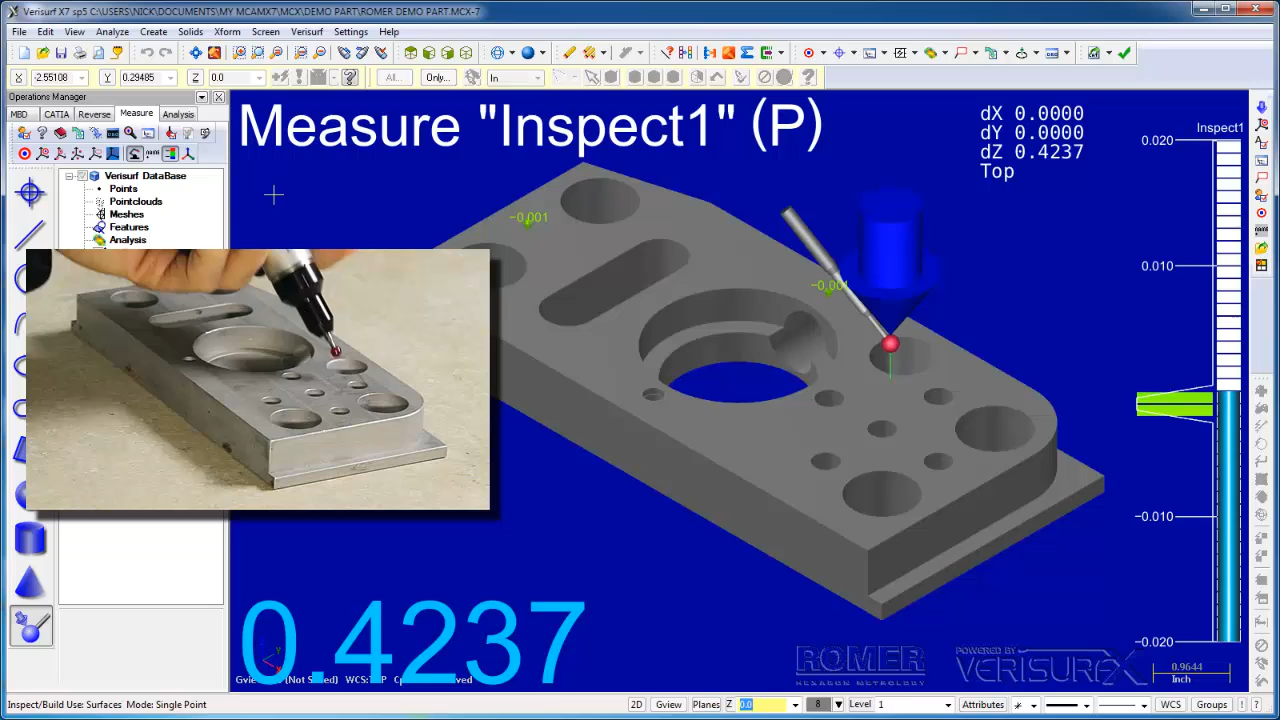 Verisurf X7 sp5 C:\USERS\NICK\DOCUMENTS\MY MCAMX7\MCX\DEMO PART\ROMER DEMO PART.MCX-7
File Edit View Analyze Create Solids Xform Screen Verisurf Settings Help
X -2.55108 Y 0.29485 Z 0.0 All... Only... In
Operations Manager
MBD CATIA Reverse Measure Analysis
Verisurf DataBase
Points
Pointclouds
Meshes
Features
Analysis
Measure "Inspect1" (P)
dX 0.0000
dY 0.0000
dZ 0.4237
Top
Inspect1
0.020
0.010
-0.010
-0.020
-0.001
-0.001
0.4237
ROMER
HEXAGON METROLOGY
POWERED BY
VERISURF X
0.9644
Inch
Inspect(P) Use: Surfaces Mode: Single Point
2D Gview Planes Z 0.0 8 Level 1 Attributes WCS Groups ! ?